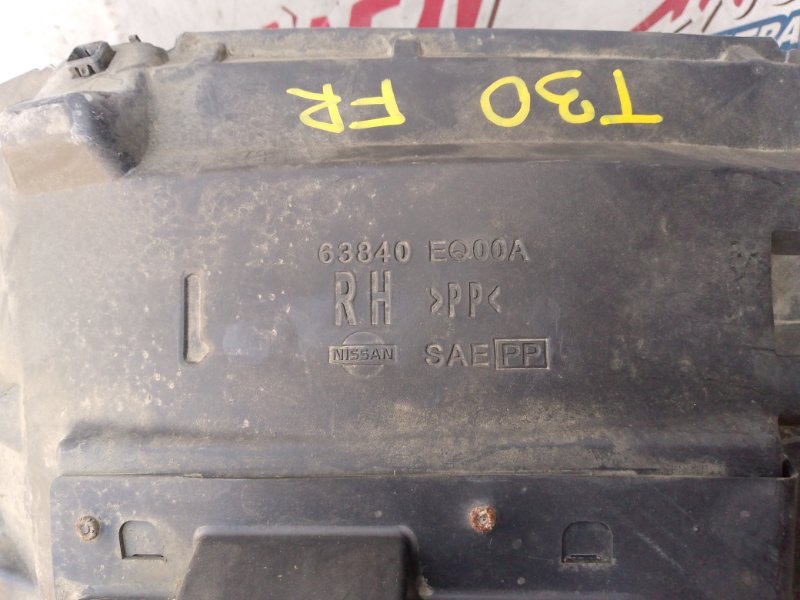 T30 FR
63840 EQ00A
RH >PP<
NISSAN SAE PP